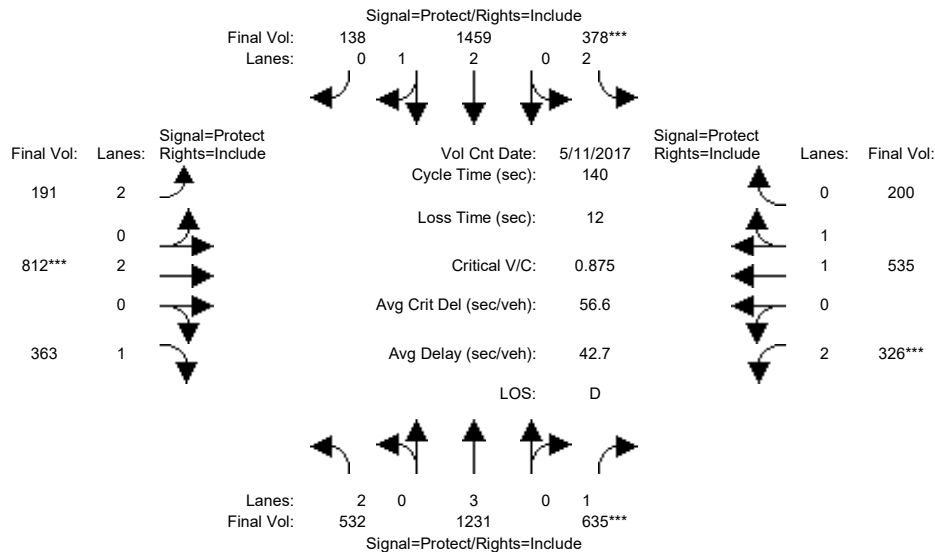 Signal=Protect/Rights=Include
Final Vol: 138 1459 378***
Lanes: 0 1 2 0 2
Signal=Protect Signal=Protect
Final Vol: Lanes: Rights=Include Vol Cnt Date: 5/11/2017 Rights=Include Lanes: Final Vol:
Cycle Time (sec): 140
191 2 0 200
Loss Time (sec): 12
0 1
812*** 2 Critical V/C: 0.875 1 535
0 Avg Crit Del (sec/veh): 56.6 0
363 1 Avg Delay (sec/veh): 42.7 2 326***
LOS: D
Lanes: 2 0 3 0 1
Final Vol: 532 1231 635***
Signal=Protect/Rights=Include